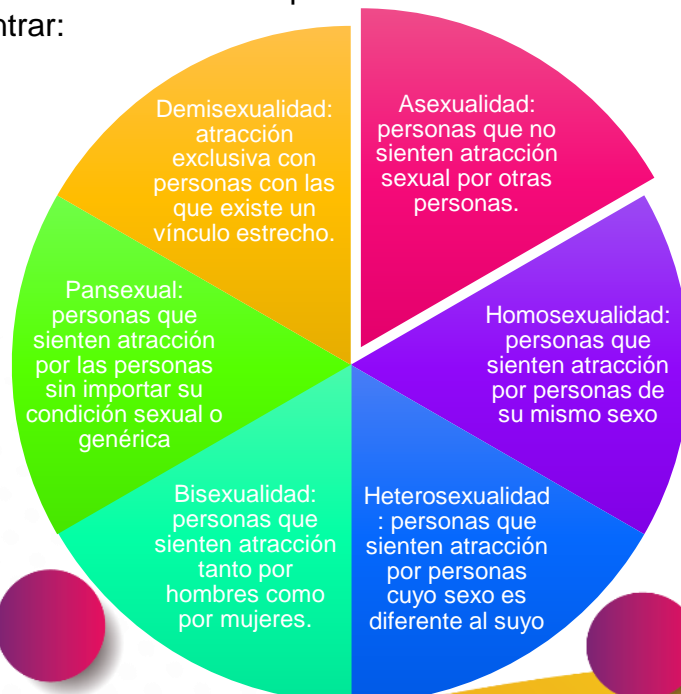 ntrar:
Asexualidad:
personas que no
sienten atracción
sexual por otras
personas.
Homosexualidad:
personas que
sienten atracción
por personas de
su mismo sexo
Heterosexualidad
: personas que
sienten atracción
por personas
cuyo sexo es
diferente al suyo
Bisexualidad:
personas que
sienten atracción
tanto por
hombres como
por mujeres.
Pansexual:
personas que
sienten atracción
por las personas
sin importar su
condición sexual o
genérica
Demisexualidad:
atracción
exclusiva con
personas con las
que existe un
vínculo estrecho.